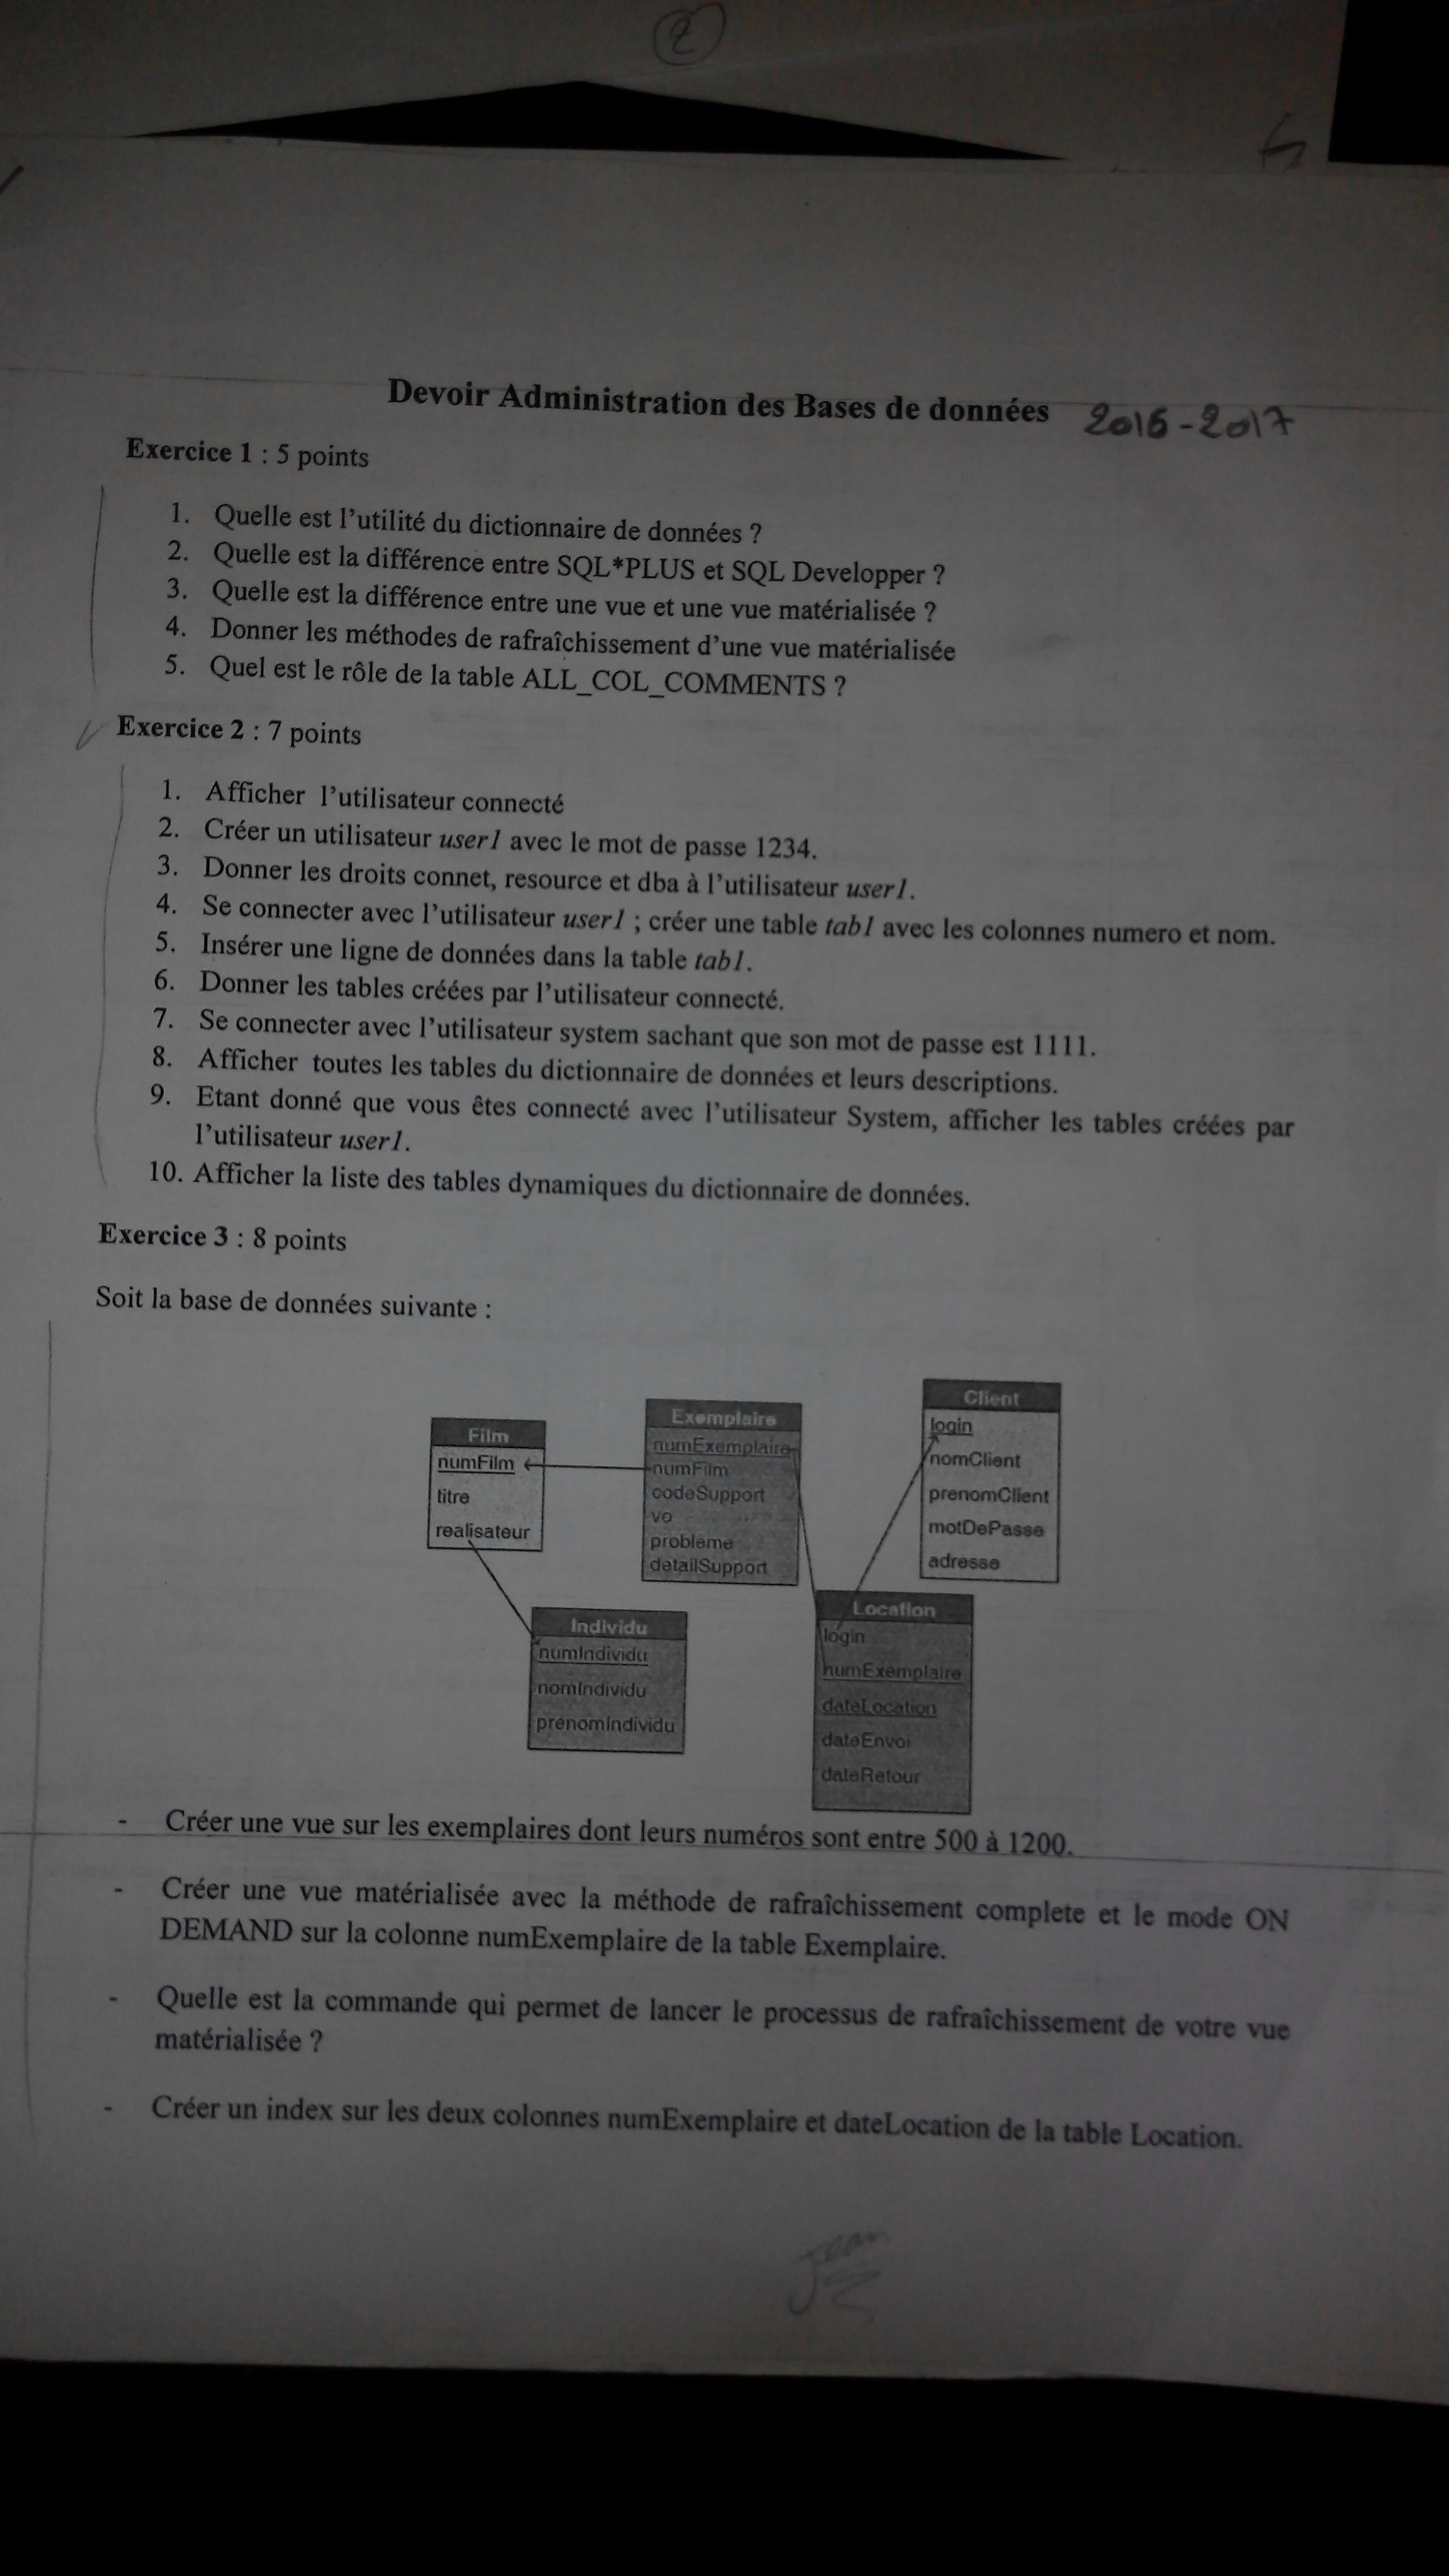 2
Devoir Administration des Bases de données 2016-2017
Exercice 1 : 5 points
1. Quelle est l'utilité du dictionnaire de données ?
2. Quelle est la différence entre SQL*PLUS et SQL Developper ?
3. Quelle est la différence entre une vue et une vue matérialisée ?
4. Donner les méthodes de rafraîchissement d'une vue matérialisée
5. Quel est le rôle de la table ALL_COL_COMMENTS ?
Exercice 2 : 7 points
1. Afficher l'utilisateur connecté
2. Créer un utilisateur user1 avec le mot de passe 1234.
3. Donner les droits connet, resource et dba à l'utilisateur user1.
4. Se connecter avec l'utilisateur user1 ; créer une table tab1 avec les colonnes numero et nom.
5. Insérer une ligne de données dans la table tab1.
6. Donner les tables créées par l'utilisateur connecté.
7. Se connecter avec l'utilisateur system sachant que son mot de passe est 1111.
8. Afficher toutes les tables du dictionnaire de données et leurs descriptions.
9. Etant donné que vous êtes connecté avec l'utilisateur System, afficher les tables créées par
l'utilisateur user1.
10. Afficher la liste des tables dynamiques du dictionnaire de données.
Exercice 3 : 8 points
Soit la base de données suivante :
Film
numFilm
titre
realisateur
Exemplaire
numExemplaire
numFilm
codeSupport
vo
probleme
detailSupport
Client
login
nomClient
prenomClient
motDePasse
adresse
Individu
numIndividu
nomIndividu
prenomIndividu
Location
login
numExemplaire
dateLocation
dateEnvoi
dateRetour
- Créer une vue sur les exemplaires dont leurs numéros sont entre 500 à 1200.
- Créer une vue matérialisée avec la méthode de rafraîchissement complete et le mode ON
DEMAND sur la colonne numExemplaire de la table Exemplaire.
- Quelle est la commande qui permet de lancer le processus de rafraîchissement de votre vue
matérialisée ?
- Créer un index sur les deux colonnes numExemplaire et dateLocation de la table Location.
Jean